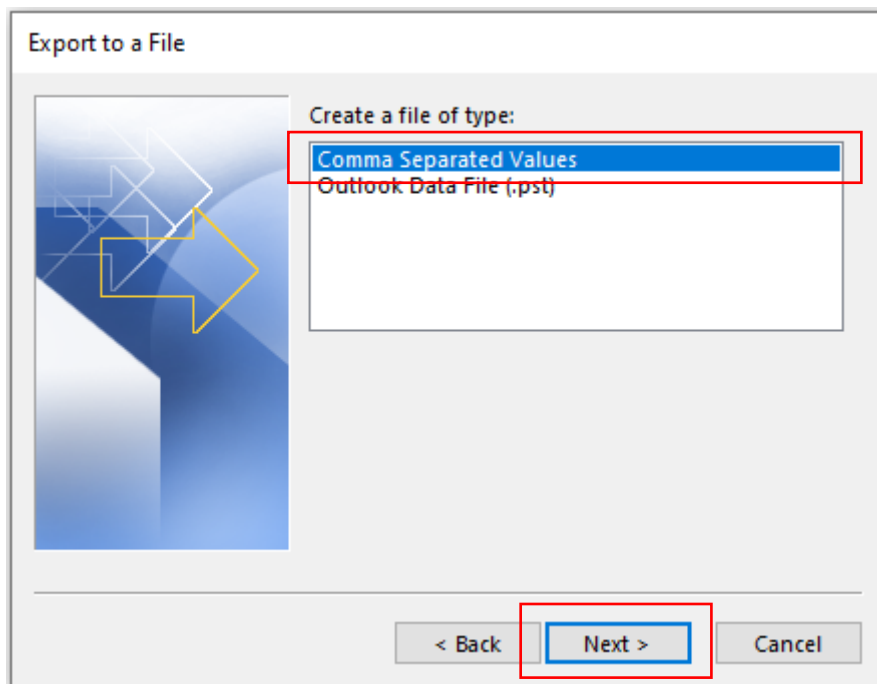 Export to a File
Create a file of type:
Comma Separated Values
Outlook Data File (.pst)
< Back
Next >
Cancel